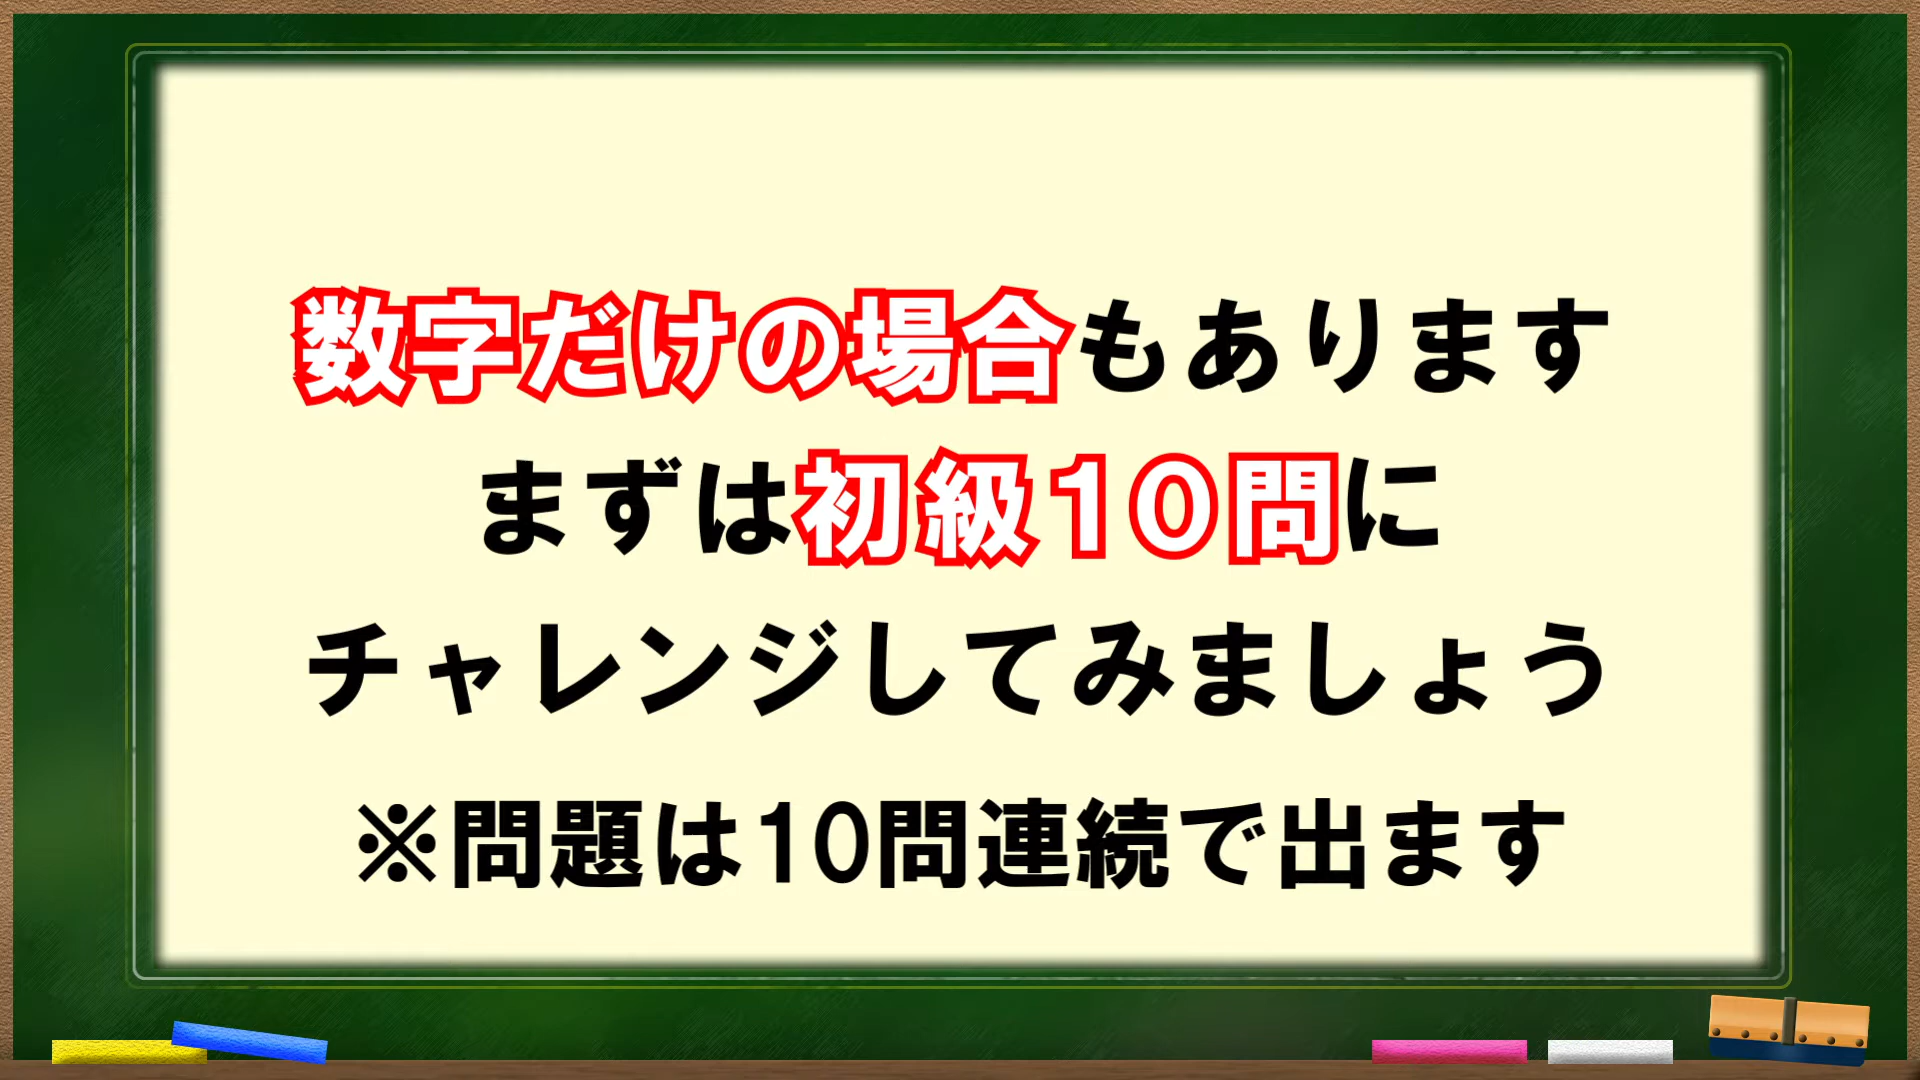 数字だけの場合もあります
まずは初級10問に
チャレンジしてみましょう
※問題は10問連続で出ます